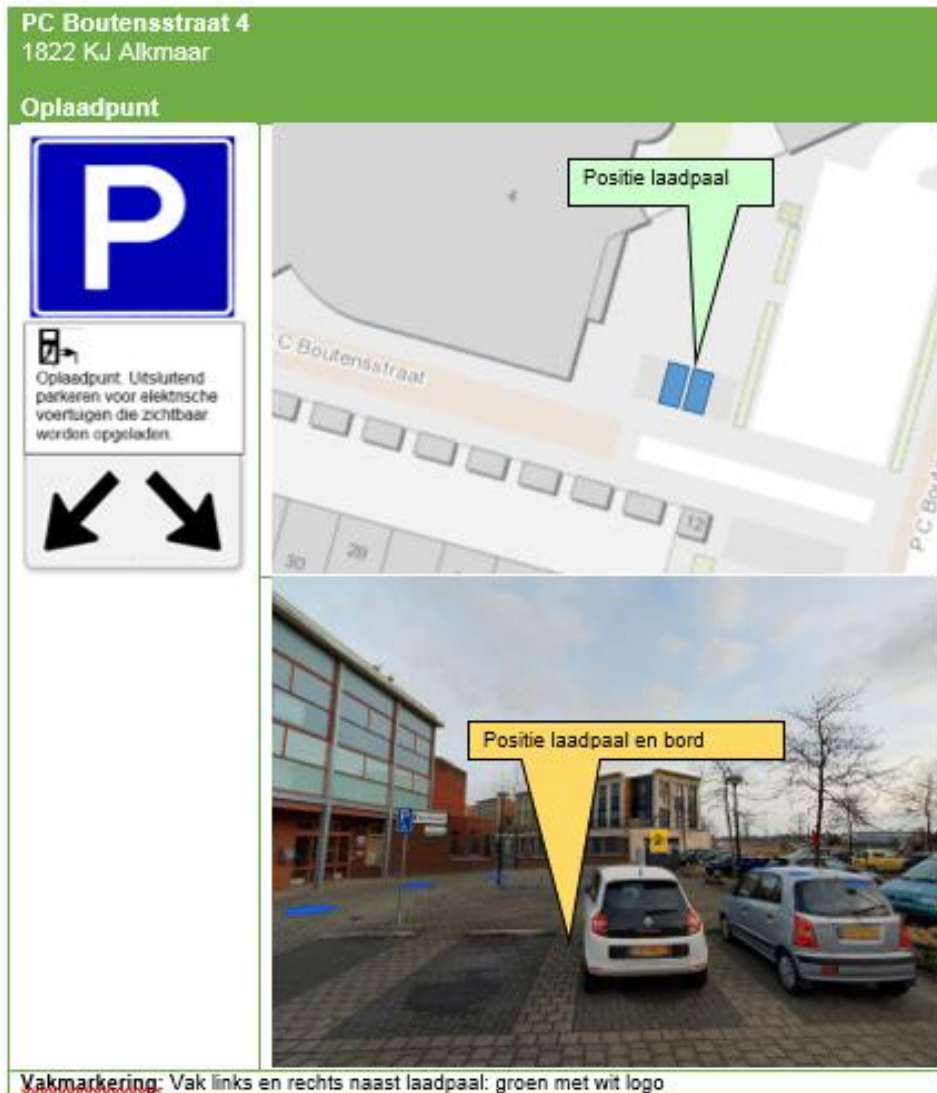 PC Boutensstraat 4
1822 KJ Alkmaar
Oplaadpunt
P
Oplaadpunt. Uitsluitend
parkeren voor elektrische
voertuigen die zichtbaar
worden opgeladen.
Positie laadpaal
4
C Boutensstraat
12
28
30
P.C Bou
Positie laadpaal en bord
P
Vakmarkering: Vak links en rechts naast laadpaal: groen met wit logo